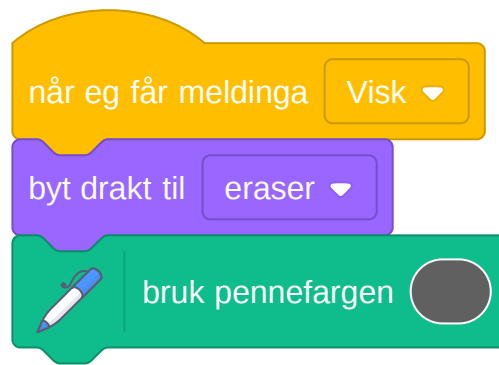 når eg får meldinga Visk
byt drakt til eraser
bruk pennefargen